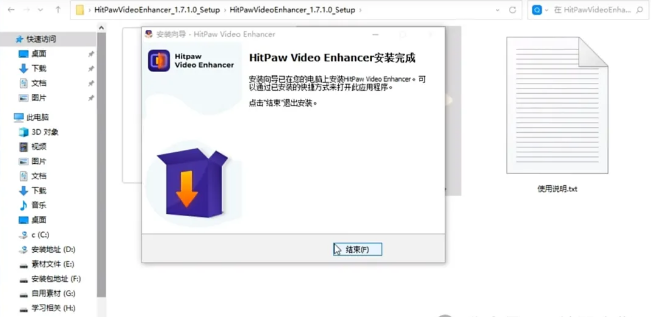 HitPawVideoEnhancer_1.7.1.0_Setup > HitPawVideoEnhancer_1.7.1.0_Setup >
在 HitPawVideoEnha...
快速访问
桌面
下载
文档
图片
此电脑
3D 对象
视频
图片
文档
下载
音乐
桌面
c (C:)
安装地址 (D:)
素材文件 (E:)
安装包地址 (F:)
自用素材 (G:)
学习相关 (H:)
安装向导 - HitPaw Video Enhancer
Hitpaw
Video Enhancer
HitPaw Video Enhancer安装完成
安装向导已在您的电脑上安装HitPaw Video Enhancer。可
以通过已安装的快捷方式来打开此应用程序。
点击“结束”退出安装。
结束(F)
使用说明.txt